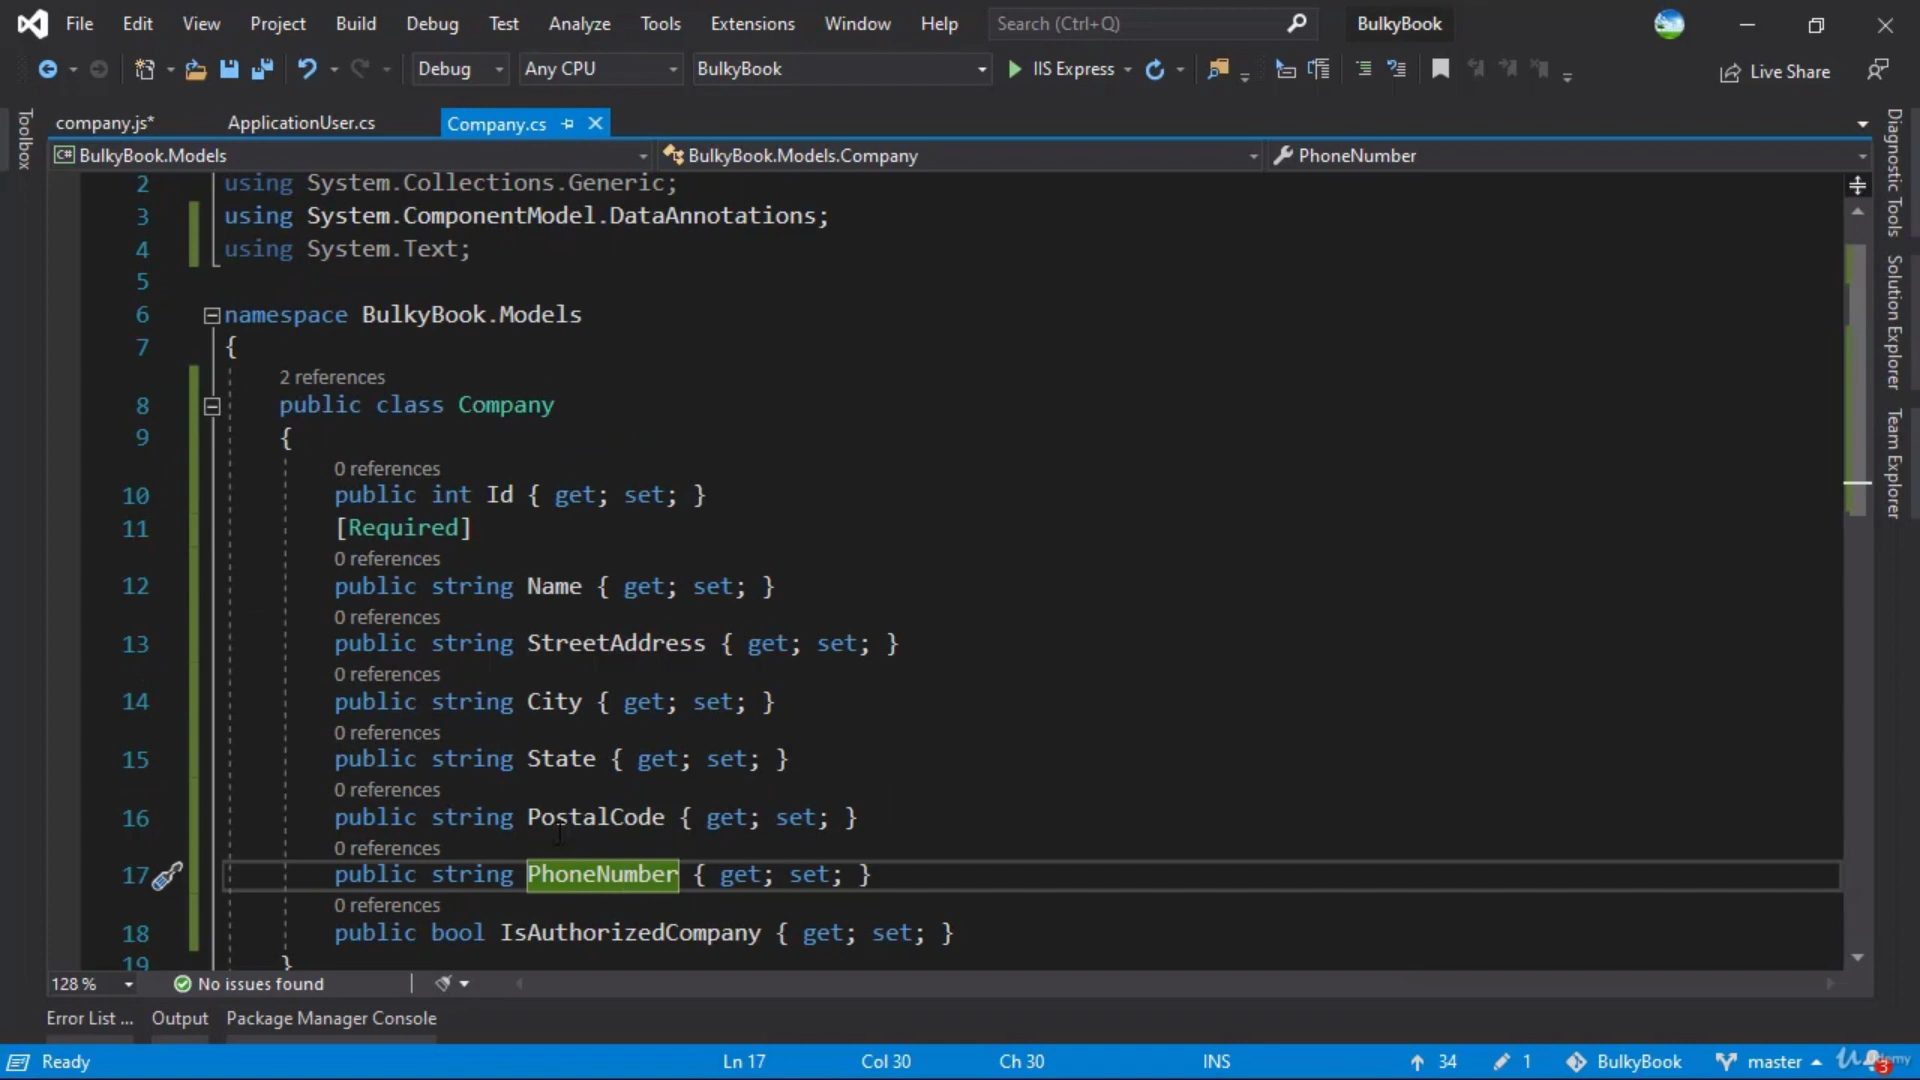 File Edit View Project Build Debug Test Analyze Tools Extensions Window Help Search (Ctrl+Q) BulkyBook
Debug Any CPU BulkyBook IIS Express Live Share
company.js* ApplicationUser.cs Company.cs
C# BulkyBook.Models BulkyBook.Models.Company PhoneNumber
Toolbox
Diagnostic Tools
Solution Explorer
Team Explorer
2 using System.Collections.Generic;
3 using System.ComponentModel.DataAnnotations;
4 using System.Text;
5
6 namespace BulkyBook.Models
7 {
2 references
8 public class Company
9 {
0 references
10 public int Id { get; set; }
11 [Required]
0 references
12 public string Name { get; set; }
0 references
13 public string StreetAddress { get; set; }
0 references
14 public string City { get; set; }
0 references
15 public string State { get; set; }
0 references
16 public string PostalCode { get; set; }
0 references
17 public string PhoneNumber { get; set; }
0 references
18 public bool IsAuthorizedCompany { get; set; }
19 }
128 % No issues found
Error List ... Output Package Manager Console
Ready Ln 17 Col 30 Ch 30 INS 34 1 BulkyBook master 3